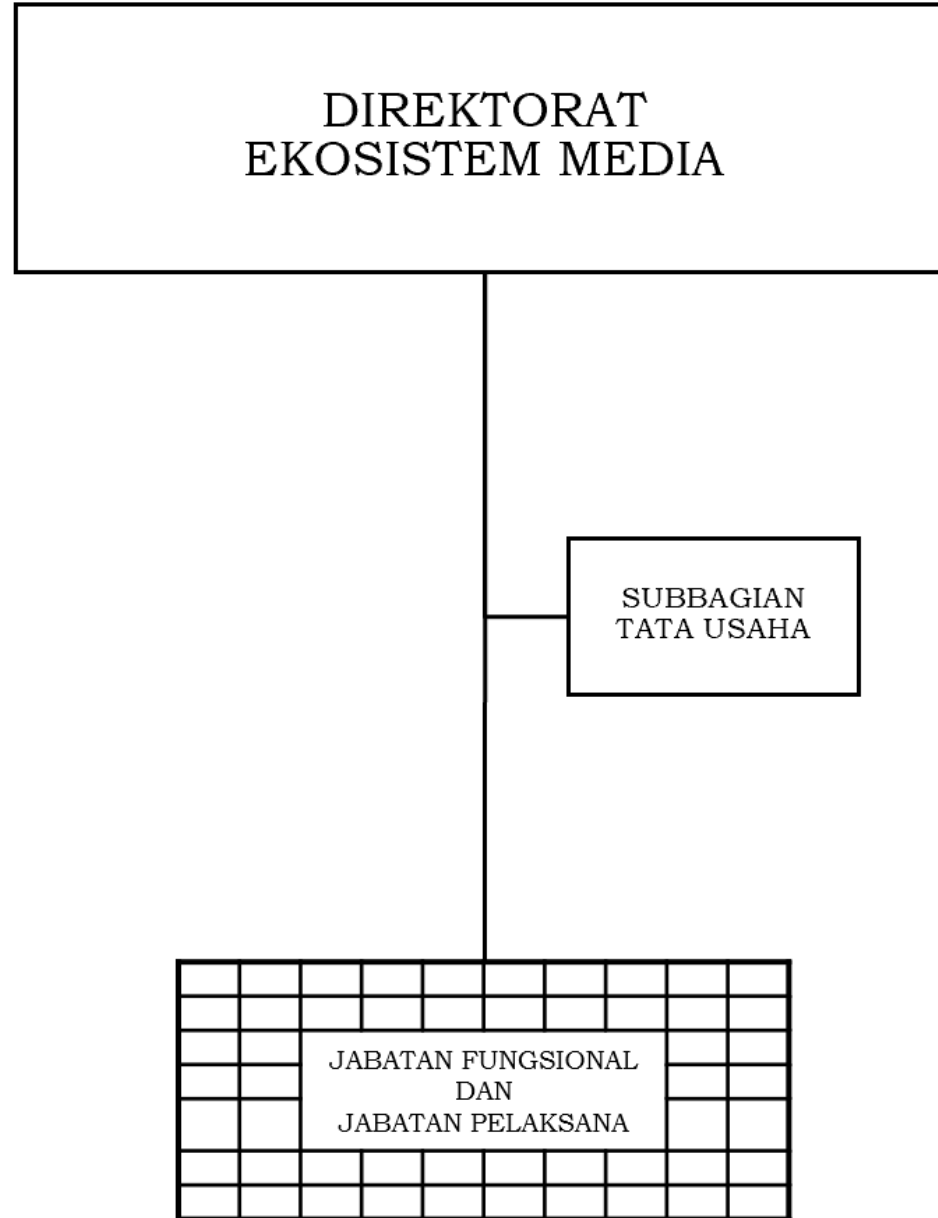 DIREKTORAT
EKOSISTEM MEDIA
SUBBAGIAN
TATA USAHA
JABATAN FUNGSIONAL
DAN
JABATAN PELAKSANA